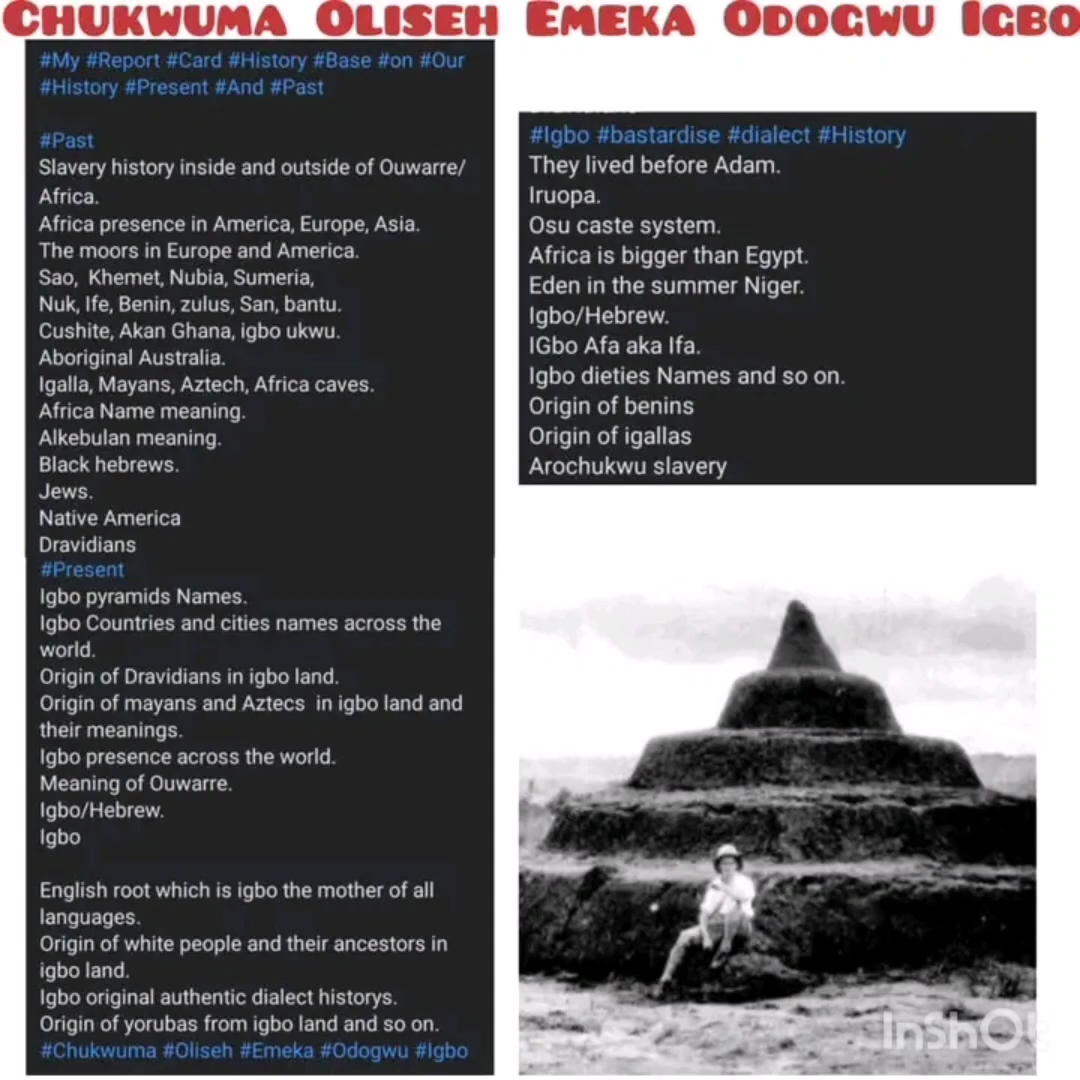 CHUKWUMA OLISEH EMEKA ODOGWU IGBO
#My #Report #Card #History #Base #on #Our
#History #Present #And #Past
#Past
Slavery history inside and outside of Ouwarre/
Africa.
Africa presence in America, Europe, Asia.
The moors in Europe and America.
Sao, Khemet, Nubia, Sumeria,
Nuk, Ife, Benin, zulus, San, bantu.
Cushite, Akan Ghana, igbo ukwu.
Aboriginal Australia.
Igalla, Mayans, Aztech, Africa caves.
Africa Name meaning.
Alkebulan meaning.
Black hebrews.
Jews.
Native America
Dravidians
#Present
Igbo pyramids Names.
Igbo Countries and cities names across the
world.
Origin of Dravidians in igbo land.
Origin of mayans and Aztecs in igbo land and
their meanings.
Igbo presence across the world.
Meaning of Ouwarre.
Igbo/Hebrew.
Igbo
English root which is igbo the mother of all
languages.
Origin of white people and their ancestors in
igbo land.
Igbo original authentic dialect historys.
Origin of yorubas from igbo land and so on.
#Chukwuma #Oliseh #Emeka #Odogwu #Igbo
#Igbo #bastardise #dialect #History
They lived before Adam.
Iruopa.
Osu caste system.
Africa is bigger than Egypt.
Eden in the summer Niger.
Igbo/Hebrew.
IGbo Afa aka Ifa.
Igbo dieties Names and so on.
Origin of benins
Origin of igallas
Arochukwu slavery